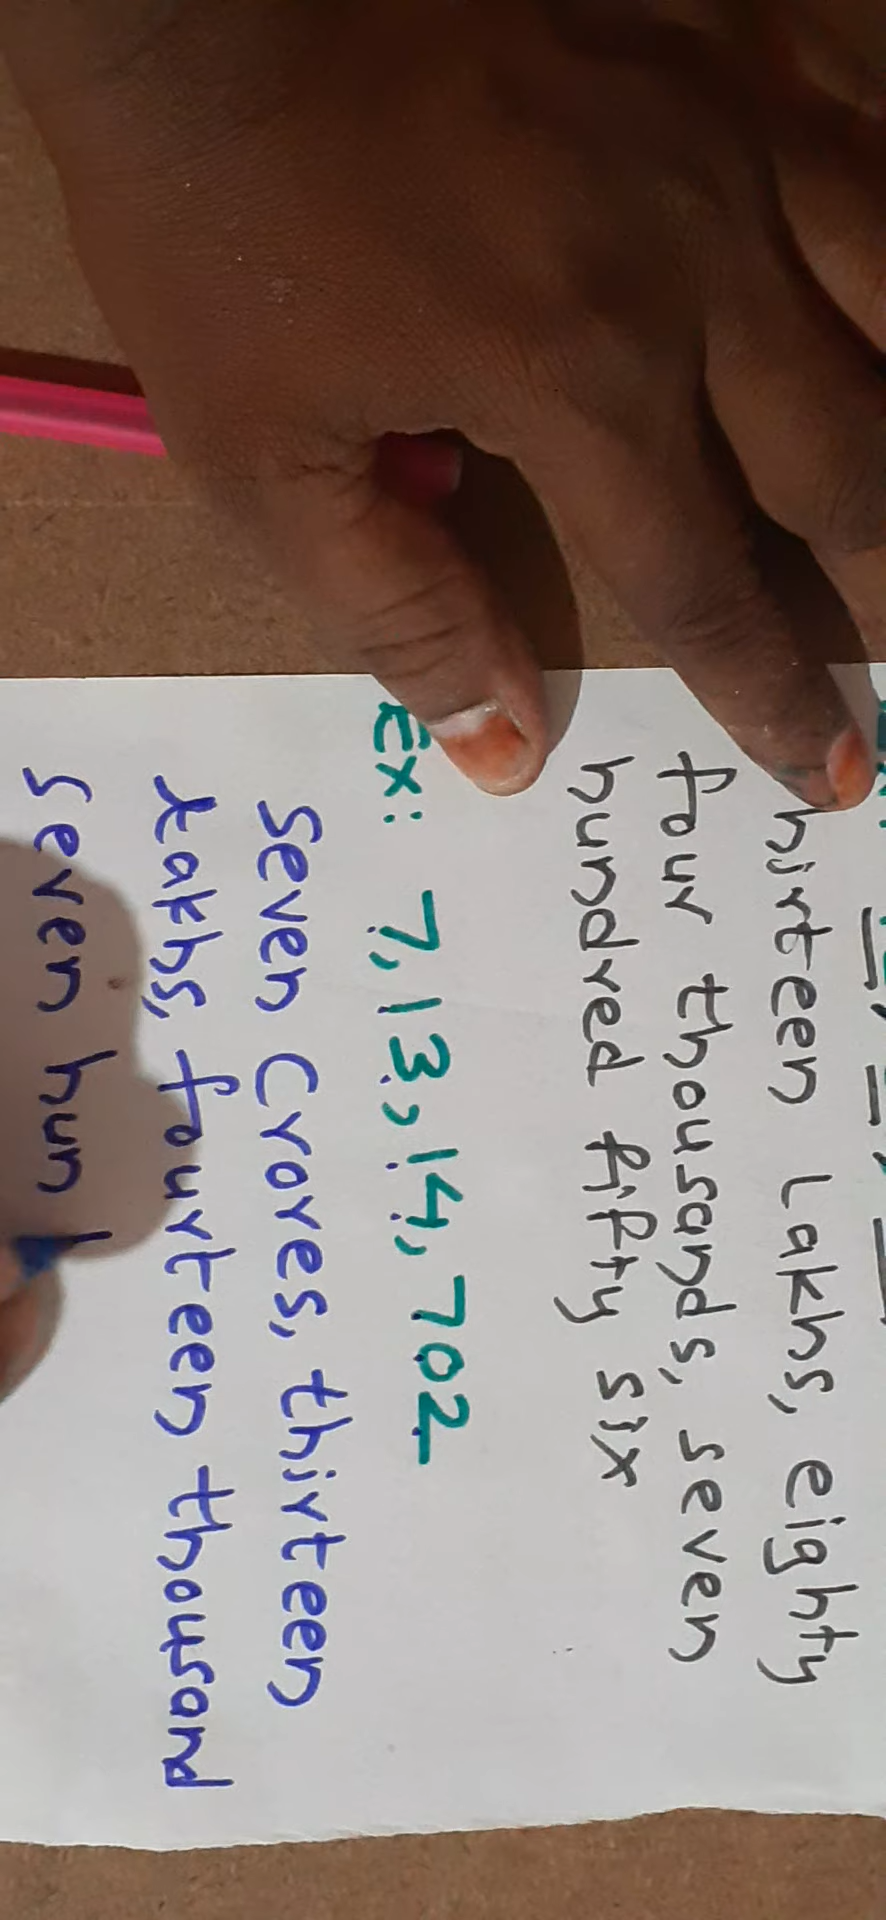 hirteen Lakhs, eighty
four thousands, seven
hundred fifty six
Ex: 7,13,14,702
Seven Crores, thirteen
lakhs, fourteen thousand
Seven hun